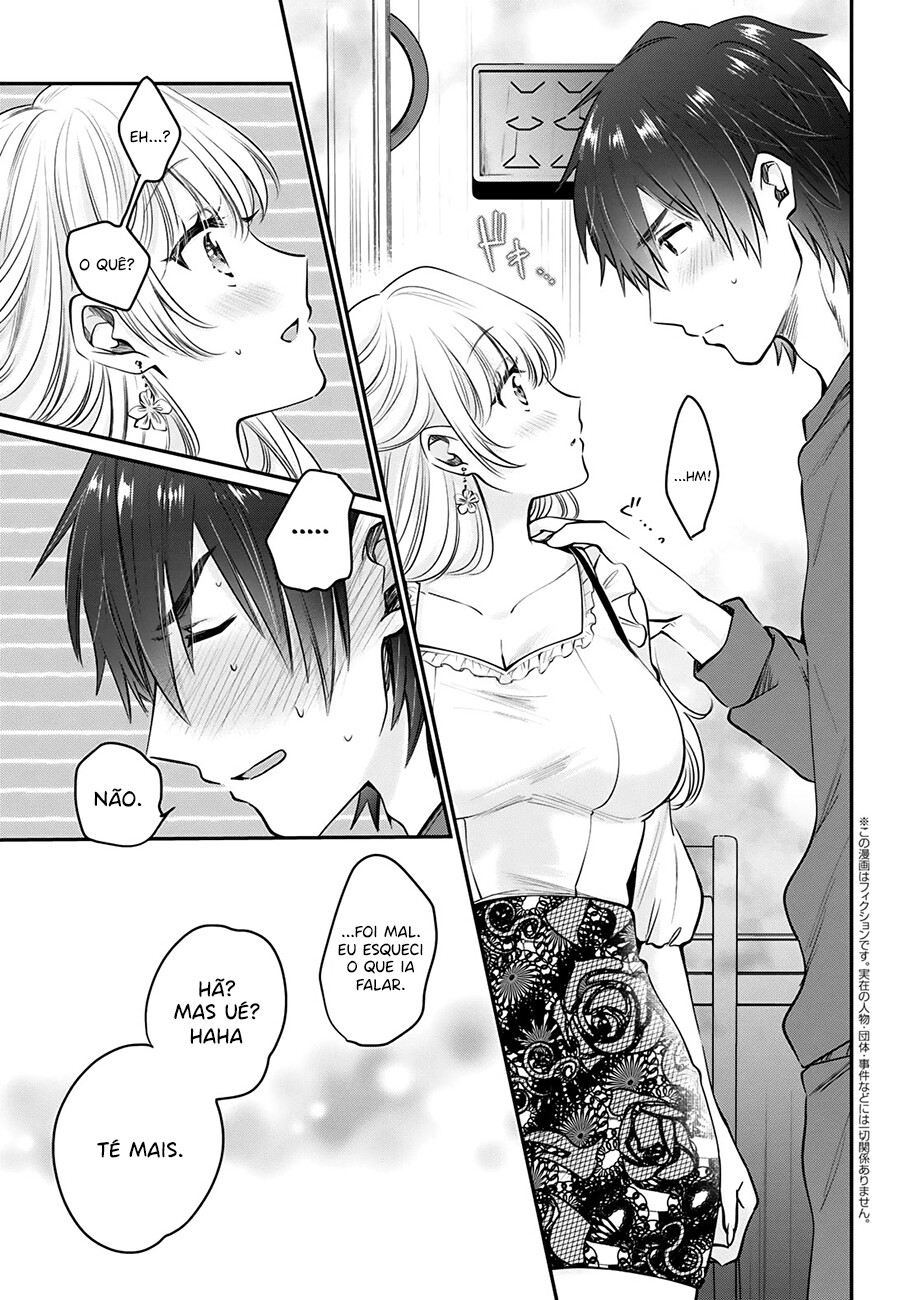 ドキ…
...HM!
EH...?
O QUÊ?
......
NÃO.
...FOI MAL.
EU ESQUECI
O QUE IA
FALAR.
HÃ?
MAS UÉ?
HAHA
TÉ MAIS.
※この漫画はフィクションです。実在の人物・団体・事件などには一切関係ありません。